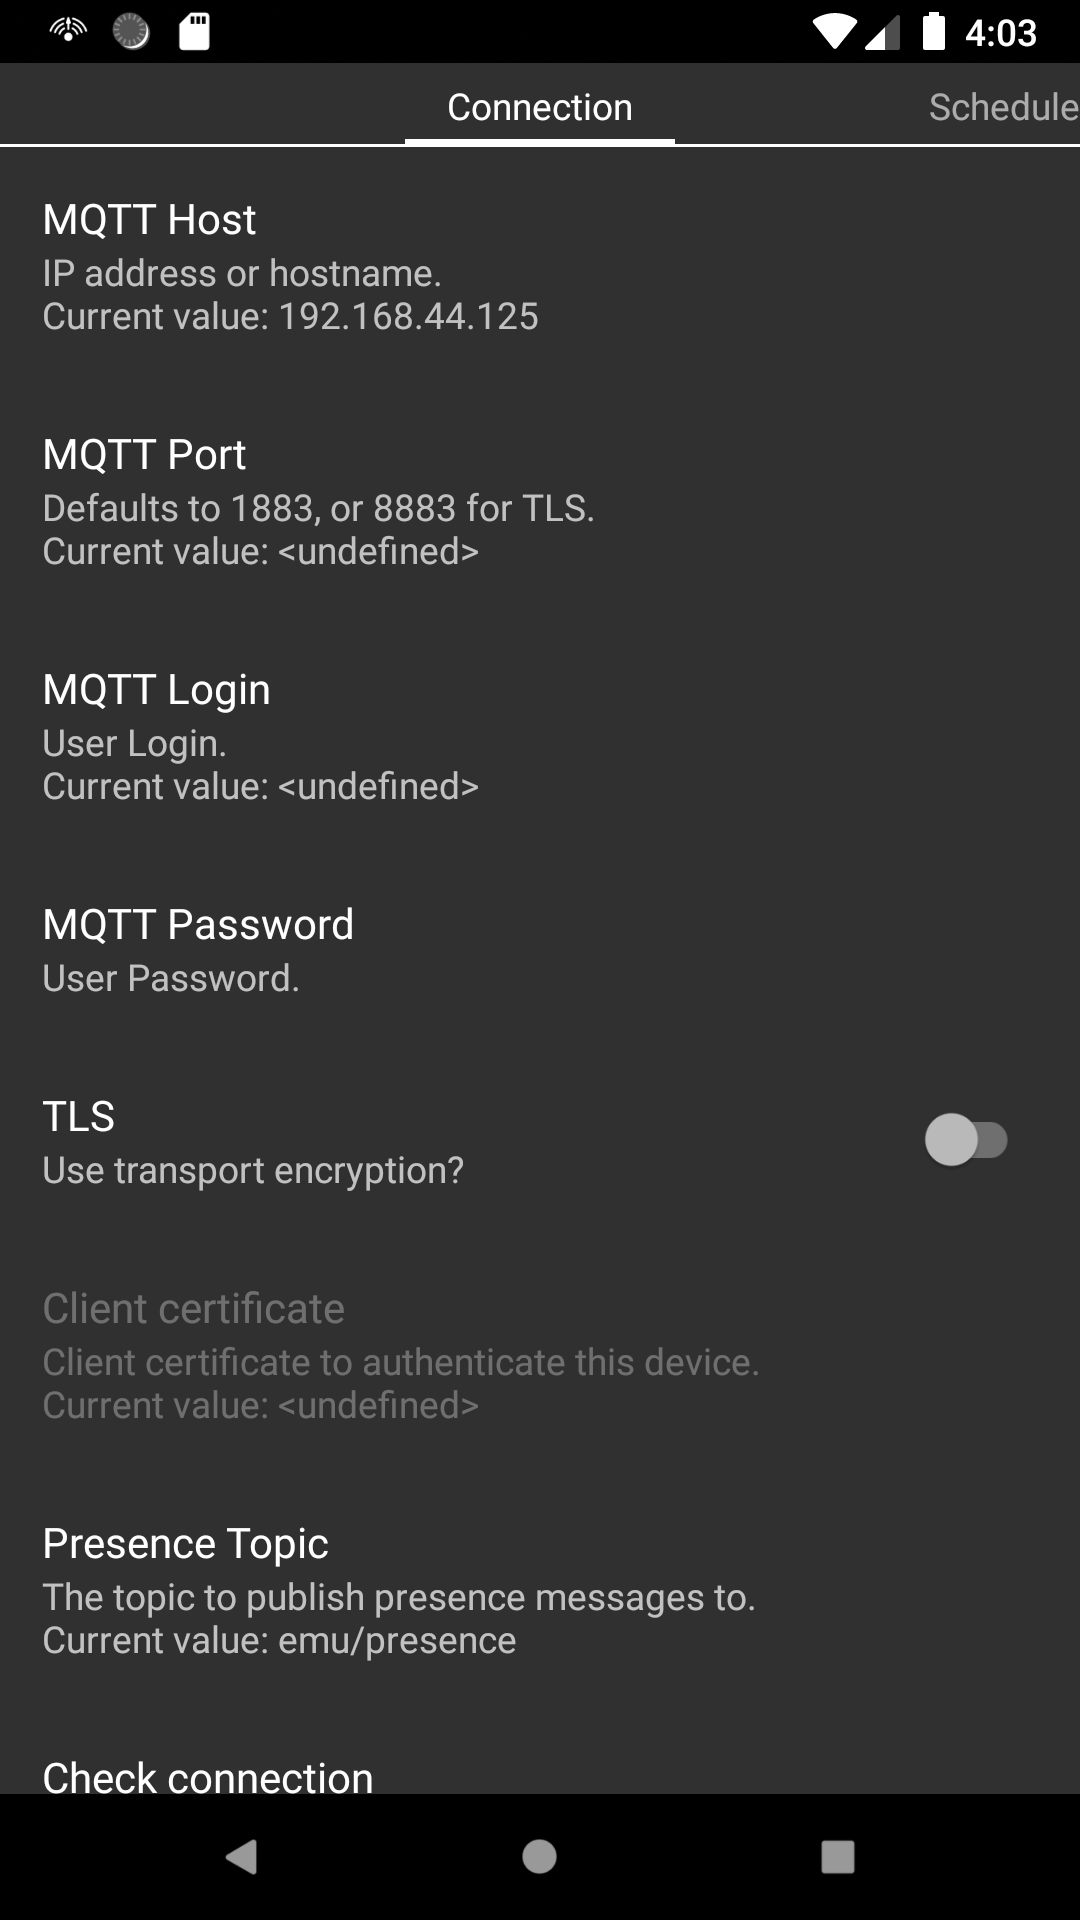 4:03
Connection
Schedule
MQTT Host
IP address or hostname.
Current value: 192.168.44.125
MQTT Port
Defaults to 1883, or 8883 for TLS.
Current value: <undefined>
MQTT Login
User Login.
Current value: <undefined>
MQTT Password
User Password.
TLS
Use transport encryption?
Client certificate
Client certificate to authenticate this device.
Current value: <undefined>
Presence Topic
The topic to publish presence messages to.
Current value: emu/presence
Check connection